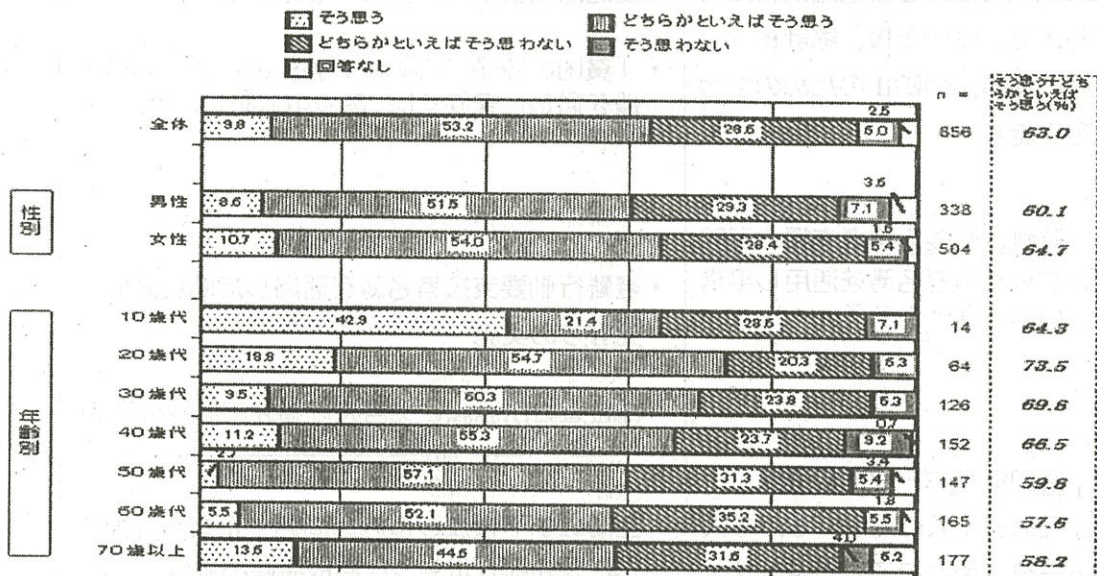 そう思う どちらかといえばそう思う
どちらかといえばそう思わない そう思わない
回答なし
n = そう思う+どちらかといえばそう思う(%)
2.5
全体 9.8 53.2 28.5 6.0 856 63.0
3.5
性別
男性 8.6 51.5 29.3 7.1 338 60.1
1.6
女性 10.7 54.0 28.4 5.4 504 64.7
年齢別
10歳代 42.9 21.4 28.6 7.1 14 64.3
20歳代 18.8 54.7 20.3 6.3 64 73.5
30歳代 9.5 60.3 23.8 6.3 126 69.8
0.7
40歳代 11.2 55.3 23.7 9.2 152 66.5
2.7 3.4
50歳代 57.1 31.3 5.4 147 59.8
1.8
60歳代 5.5 52.1 35.2 5.5 165 57.6
4.0
70歳以上 13.6 44.6 31.6 6.2 177 58.2